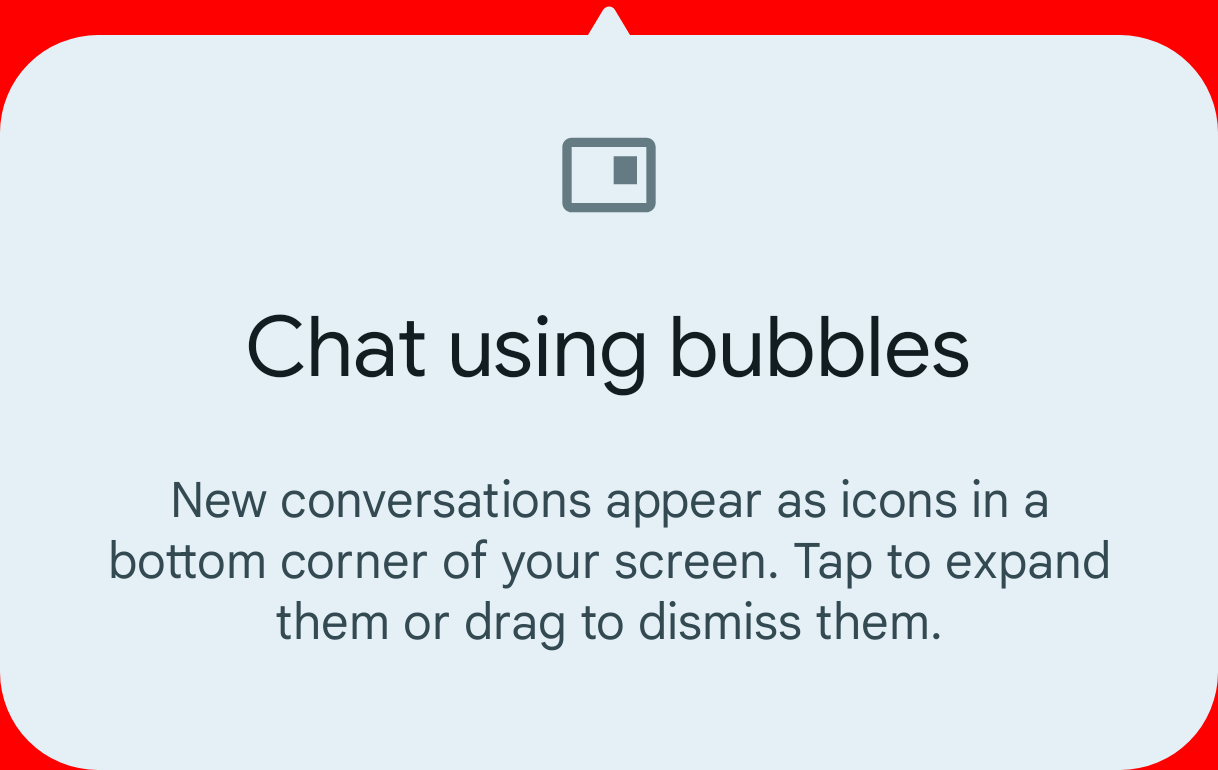 Chat using bubbles
New conversations appear as icons in a
bottom corner of your screen. Tap to expand
them or drag to dismiss them.